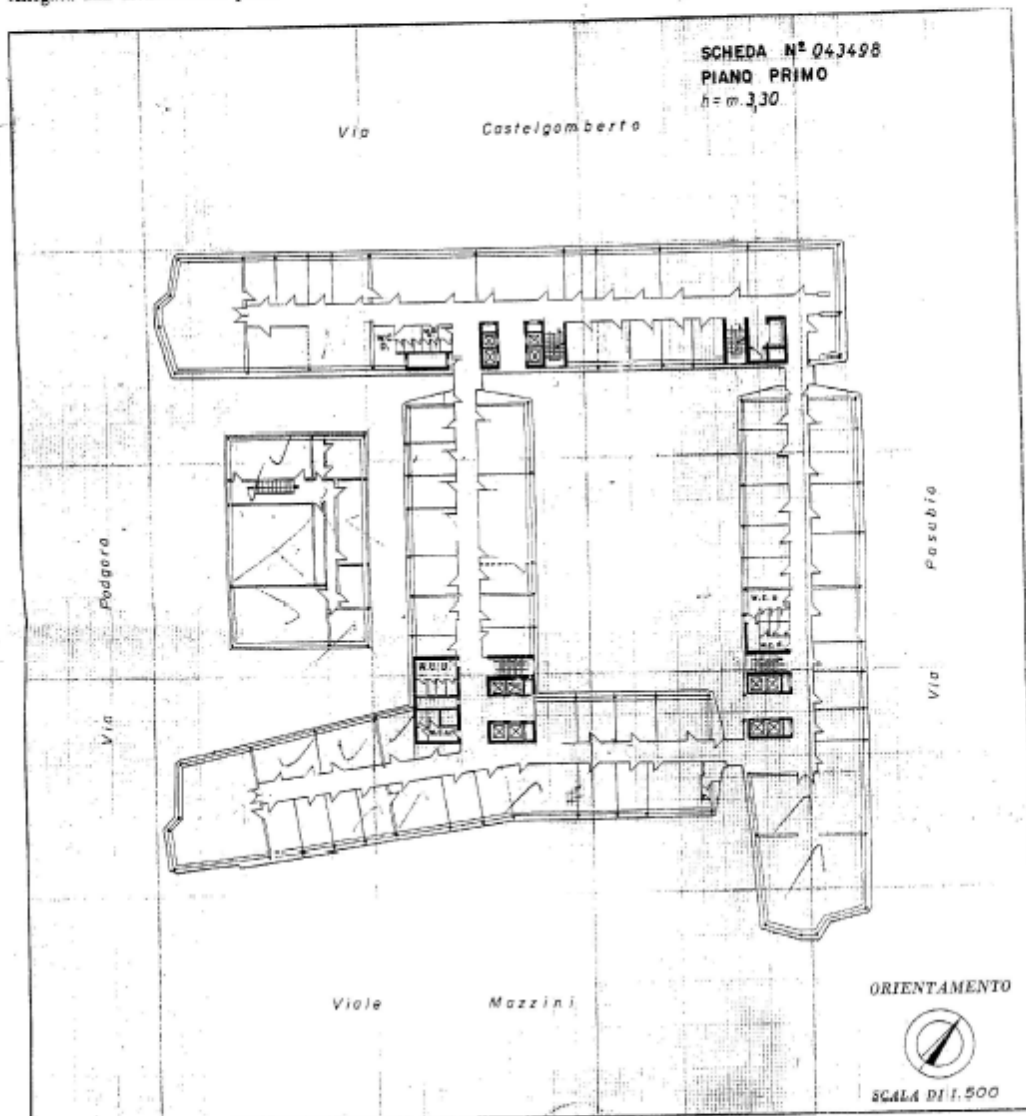 SCHEDA Nº 043498
PIANO PRIMO
h = m. 3,30
Via Castelgomberto
Via Podgora
Via Pasubio
W.C.D.
W.C.U.
Viale Mazzini
ORIENTAMENTO
SCALA DI 1:500